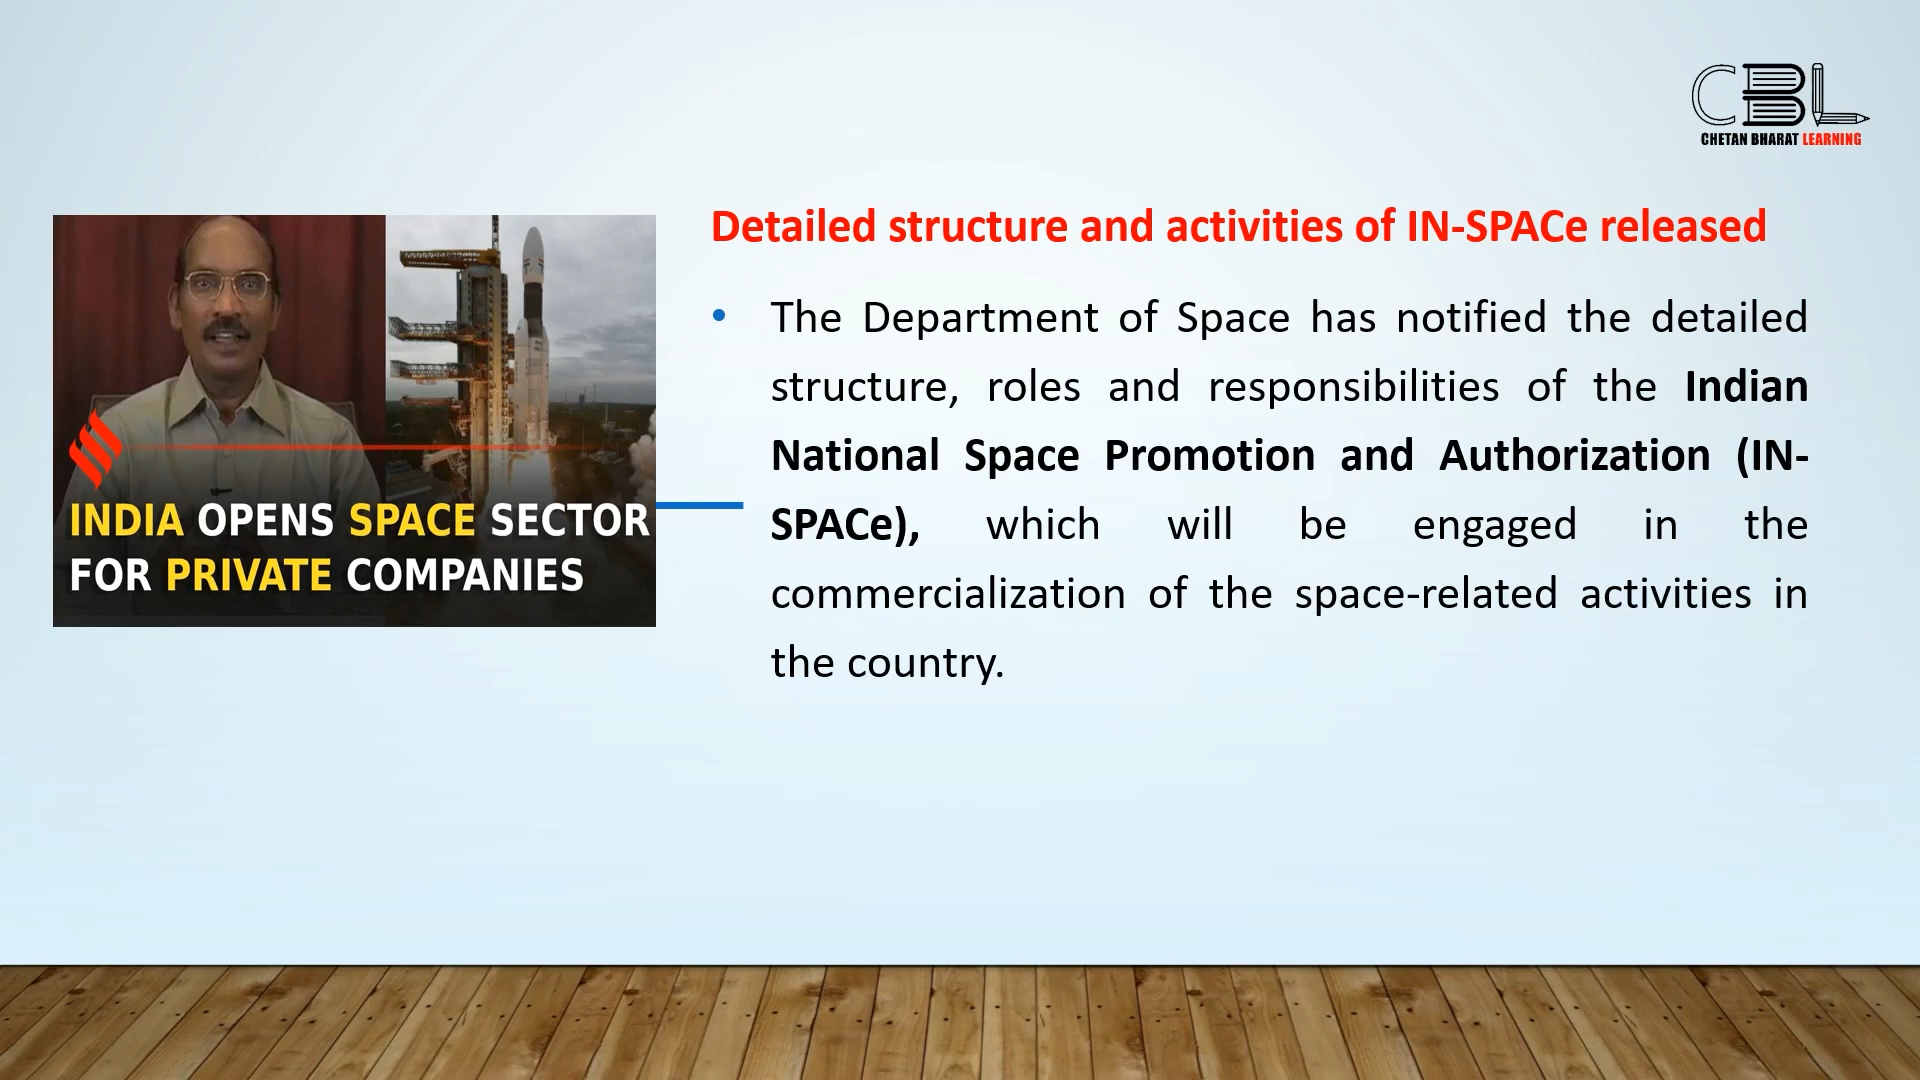 CBL
CHETAN BHARAT LEARNING
INDIA OPENS SPACE SECTOR
FOR PRIVATE COMPANIES
Detailed structure and activities of IN-SPACe released
• The Department of Space has notified the detailed
structure, roles and responsibilities of the Indian
National Space Promotion and Authorization (IN-
SPACe), which will be engaged in the
commercialization of the space-related activities in
the country.